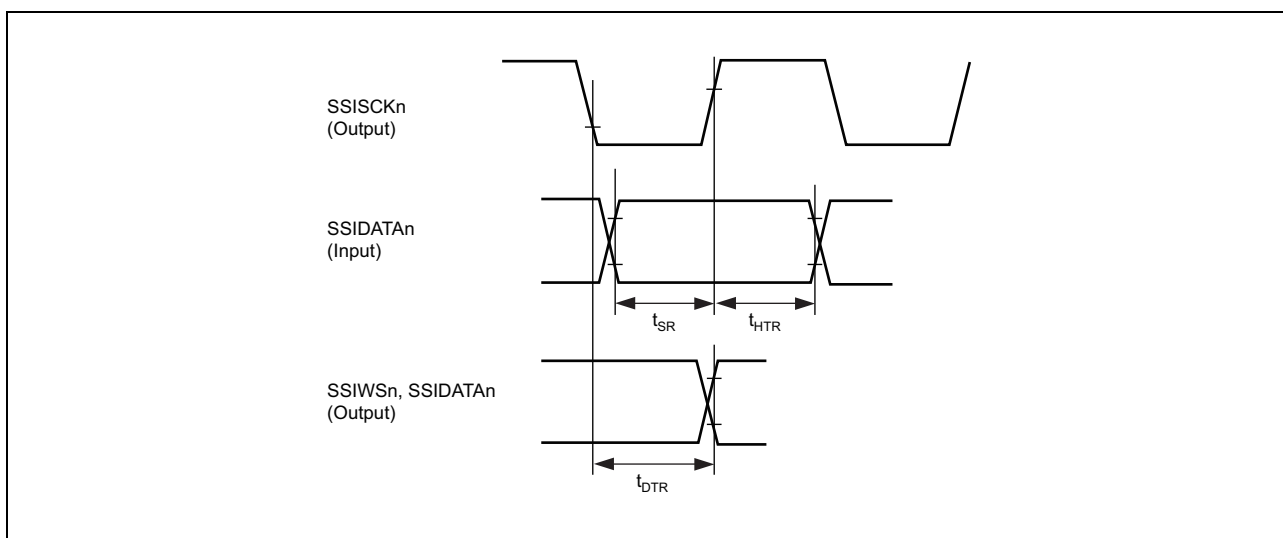 SSISCKn
(Output)
SSIDATAn
(Input)
tSR
tHTR
SSIWSn, SSIDATAn
(Output)
tDTR